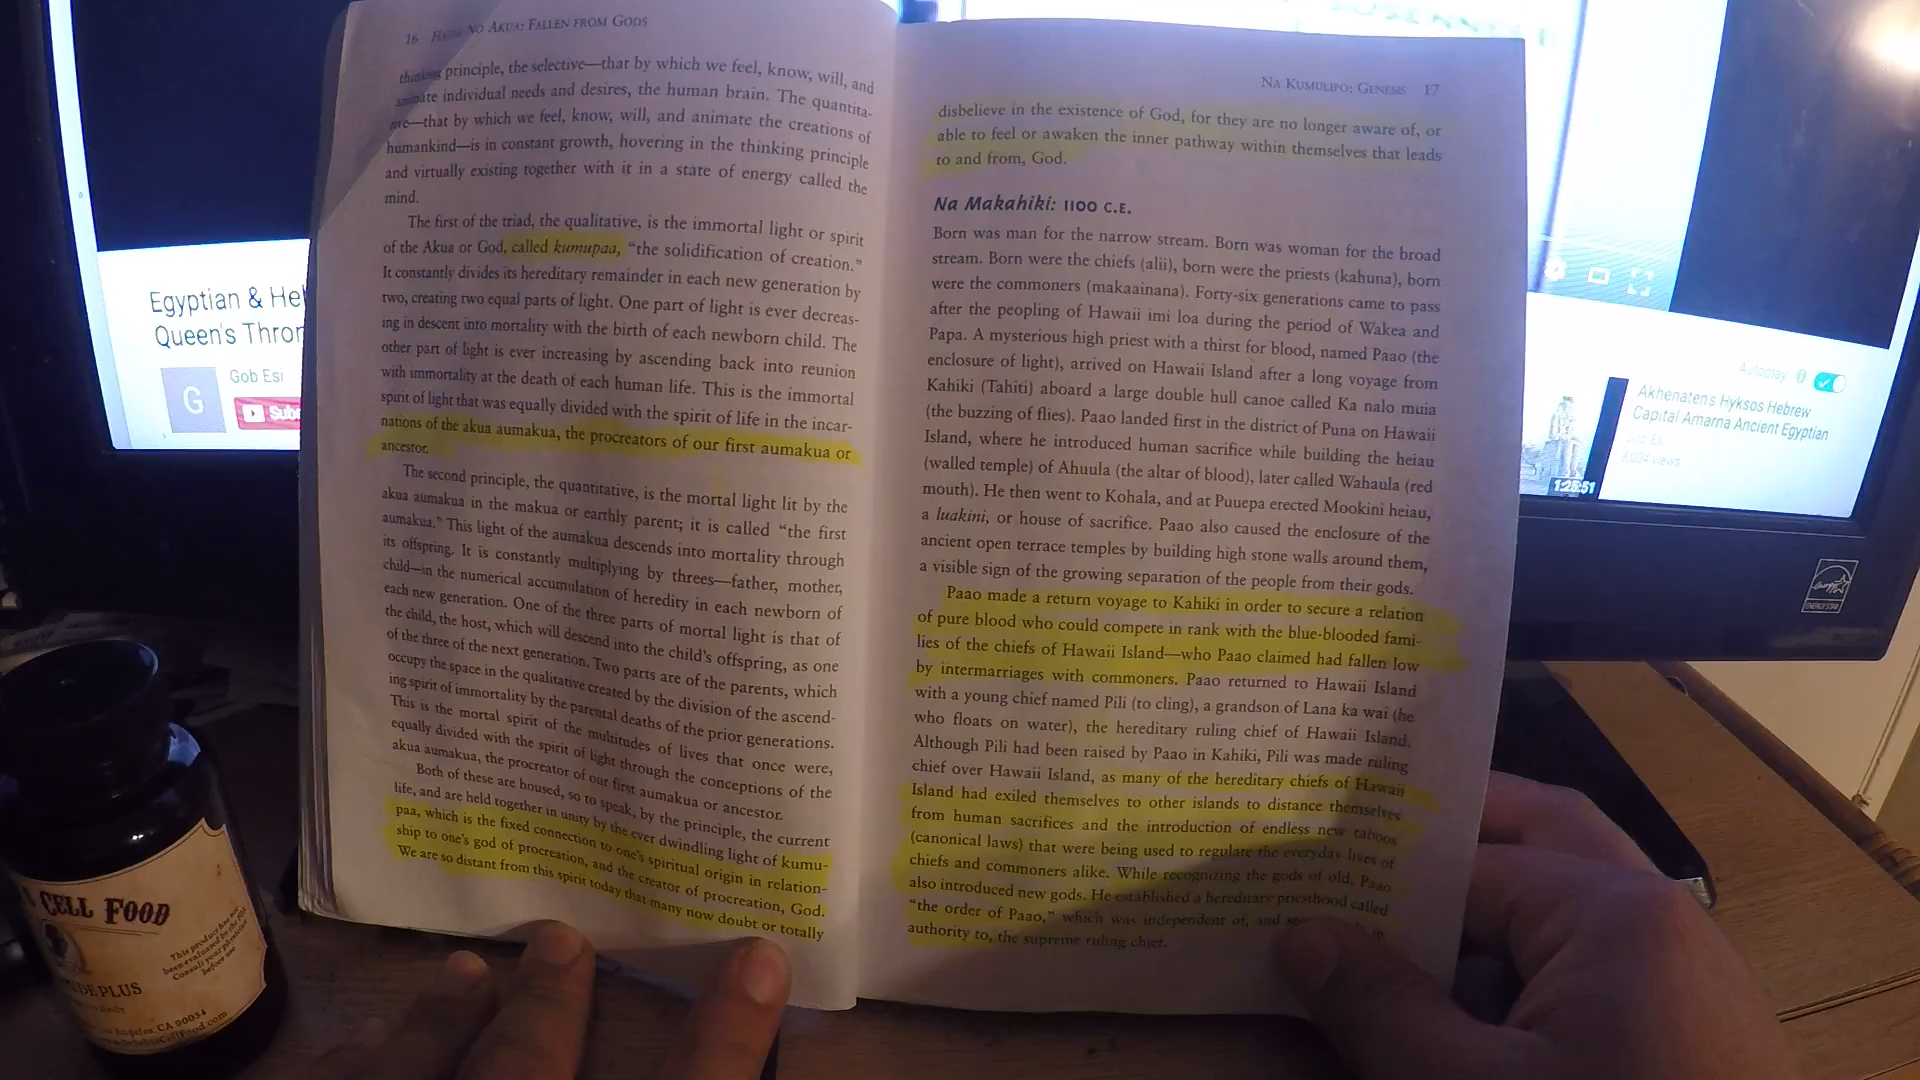 16 HANA NO AKUA: FALLEN FROM GODS
thinking principle, the selective—that by which we feel, know, will, and
animate individual needs and desires, the human brain. The quantita-
tive—that by which we feel, know, will, and animate the creations of
humankind—is in constant growth, hovering in the thinking principle
and virtually existing together with it in a state of energy called the
mind.
The first of the triad, the qualitative, is the immortal light or spirit
of the Akua or God, called kumupaa, “the solidification of creation.”
It constantly divides its hereditary remainder in each new generation by
two, creating two equal parts of light. One part of light is ever decreas-
ing in descent into mortality with the birth of each newborn child. The
other part of light is ever increasing by ascending back into reunion
with immortality at the death of each human life. This is the immortal
spirit of light that was equally divided with the spirit of life in the incar-
nations of the akua aumakua, the procreators of our first aumakua or
ancestor.
The second principle, the quantitative, is the mortal light lit by the
akua aumakua in the makua or earthly parent; it is called “the first
aumakua.” This light of the aumakua descends into mortality through
its offspring. It is constantly multiplying by threes—father, mother,
child—in the numerical accumulation of heredity in each newborn of
each new generation. One of the three parts of mortal light is that of
the child, the host, which will descend into the child’s offspring, as one
of the three of the next generation. Two parts are of the parents, which
occupy the space in the qualitative created by the division of the ascend-
ing spirit of immortality by the parental deaths of the prior generations.
This is the mortal spirit of the multitudes of lives that once were,
equally divided with the spirit of light through the conceptions of the
akua aumakua, the procreator of our first aumakua or ancestor.
Both of these are housed, so to speak, by the principle, the current
life, and are held together in unity by the ever dwindling light of kumu-
paa, which is the fixed connection to one’s spiritual origin in relation-
ship to one’s god of procreation, and the creator of procreation, God.
We are so distant from this spirit today that many now doubt or totally
NA KUMULIPO: GENESIS 17
disbelieve in the existence of God, for they are no longer aware of, or
able to feel or awaken the inner pathway within themselves that leads
to and from, God.
Na Makahiki: 1100 C.E.
Born was man for the narrow stream. Born was woman for the broad
stream. Born were the chiefs (alii), born were the priests (kahuna), born
were the commoners (makaainana). Forty-six generations came to pass
after the peopling of Hawaii imi loa during the period of Wakea and
Papa. A mysterious high priest with a thirst for blood, named Paao (the
enclosure of light), arrived on Hawaii Island after a long voyage from
Kahiki (Tahiti) aboard a large double hull canoe called Ka nalo muia
(the buzzing of flies). Paao landed first in the district of Puna on Hawaii
Island, where he introduced human sacrifice while building the heiau
(walled temple) of Ahuula (the altar of blood), later called Wahaula (red
mouth). He then went to Kohala, and at Puuepa erected Mookini heiau,
a luakini, or house of sacrifice. Paao also caused the enclosure of the
ancient open terrace temples by building high stone walls around them,
a visible sign of the growing separation of the people from their gods.
Paao made a return voyage to Kahiki in order to secure a relation
of pure blood who could compete in rank with the blue-blooded fami-
lies of the chiefs of Hawaii Island—who Paao claimed had fallen low
by intermarriages with commoners. Paao returned to Hawaii Island
with a young chief named Pili (to cling), a grandson of Lana ka wai (he
who floats on water), the hereditary ruling chief of Hawaii Island.
Although Pili had been raised by Paao in Kahiki, Pili was made ruling
chief over Hawaii Island, as many of the hereditary chiefs of Hawaii
Island had exiled themselves to other islands to distance themselves
from human sacrifices and the introduction of endless new taboos
(canonical laws) that were being used to regulate the everyday lives of
chiefs and commoners alike. While recognizing the gods of old, Paao
also introduced new gods. He established a hereditary priesthood called
“the order of Paao,” which was independent of, and in
authority to, the supreme ruling chief.
Egyptian &
Queen's
Gob Esi
G
Autoplay
Akhenaten's Hyksos Hebrew
Capital Amarna Ancient Egyptian
Gob Es
8,004 views
1:25:51
ENERGY STAR
CELL FOOD
PLUS
Angeles, CA 90034